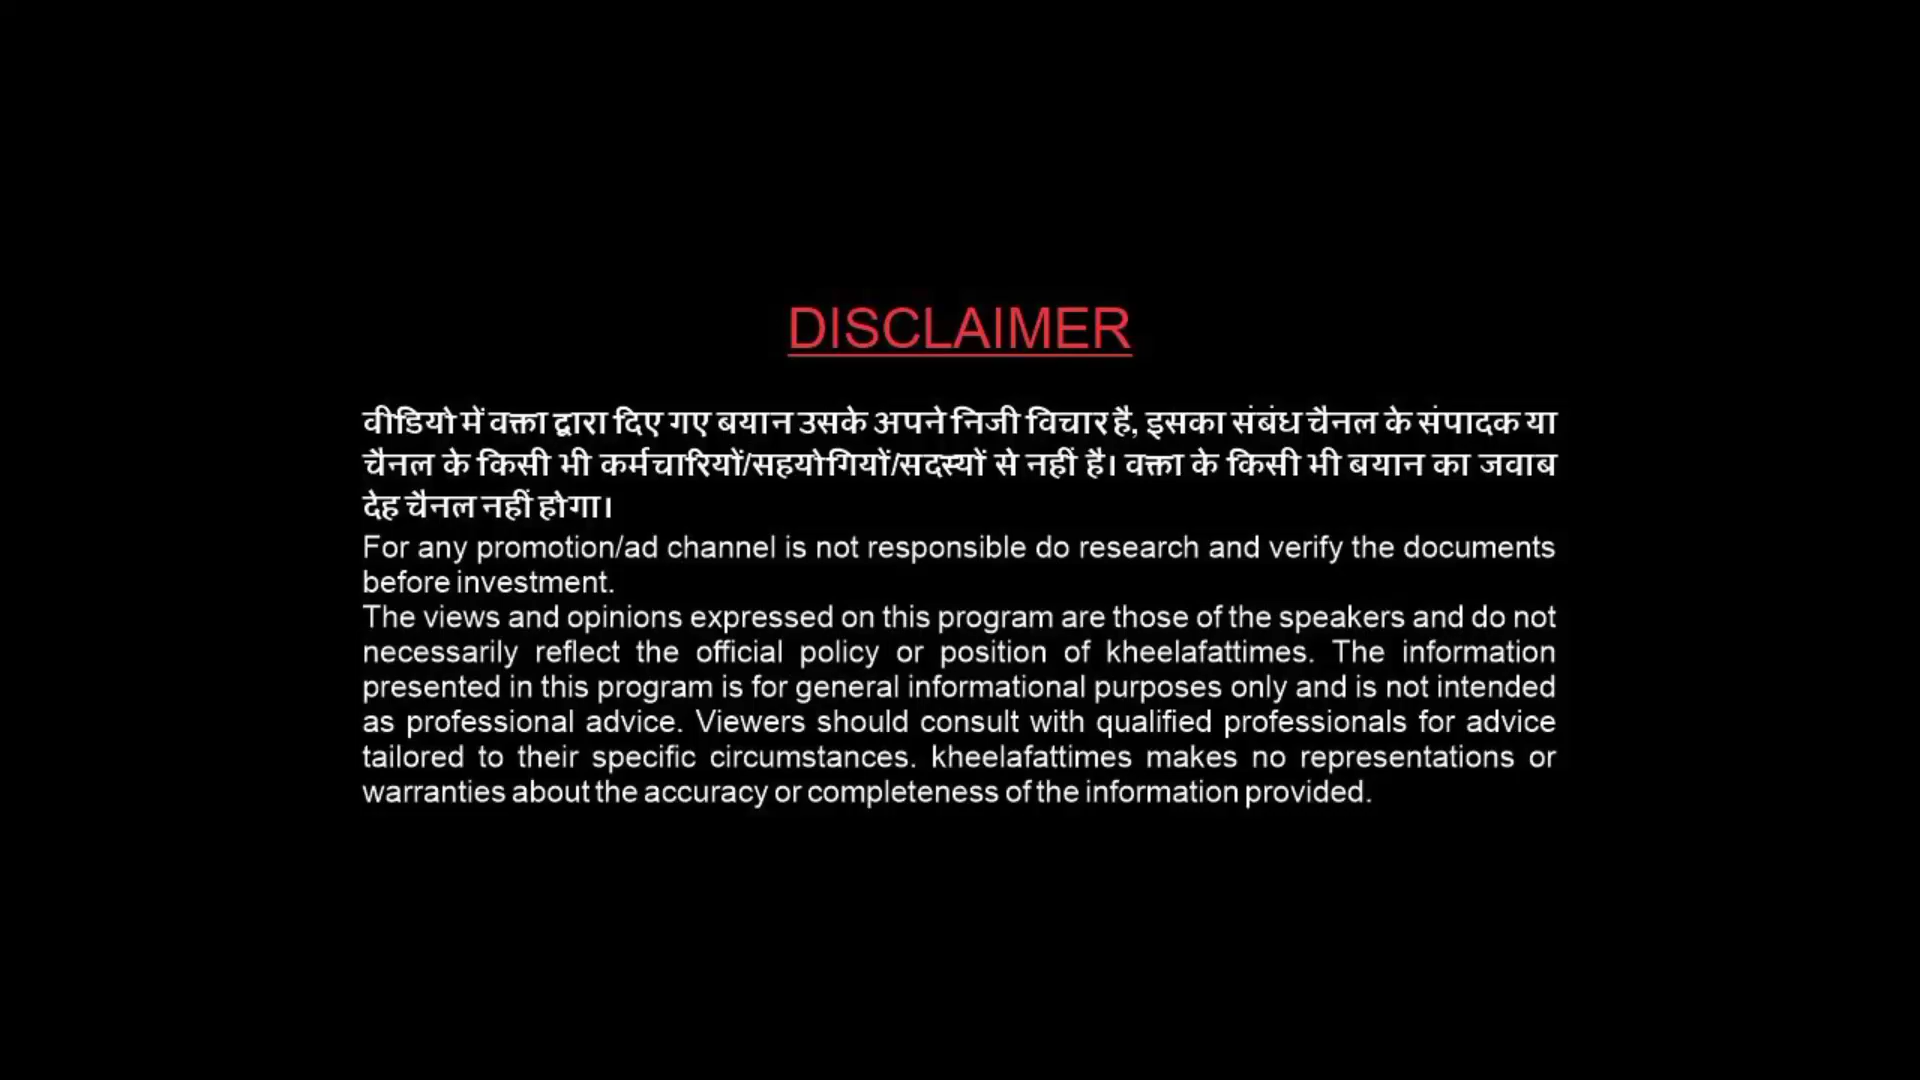 DISCLAIMER
वीडियो में वक्ता द्वारा दिए गए बयान उसके अपने निजी विचार है, इसका संबंध चैनल के संपादक या
चैनल के किसी भी कर्मचारियों/सहयोगियों/सदस्यों से नहीं है। वक्ता के किसी भी बयान का जवाब
देह चैनल नहीं होगा।
For any promotion/ad channel is not responsible do research and verify the documents
before investment.
The views and opinions expressed on this program are those of the speakers and do not
necessarily reflect the official policy or position of kheelafattimes. The information
presented in this program is for general informational purposes only and is not intended
as professional advice. Viewers should consult with qualified professionals for advice
tailored to their specific circumstances. kheelafattimes makes no representations or
warranties about the accuracy or completeness of the information provided.